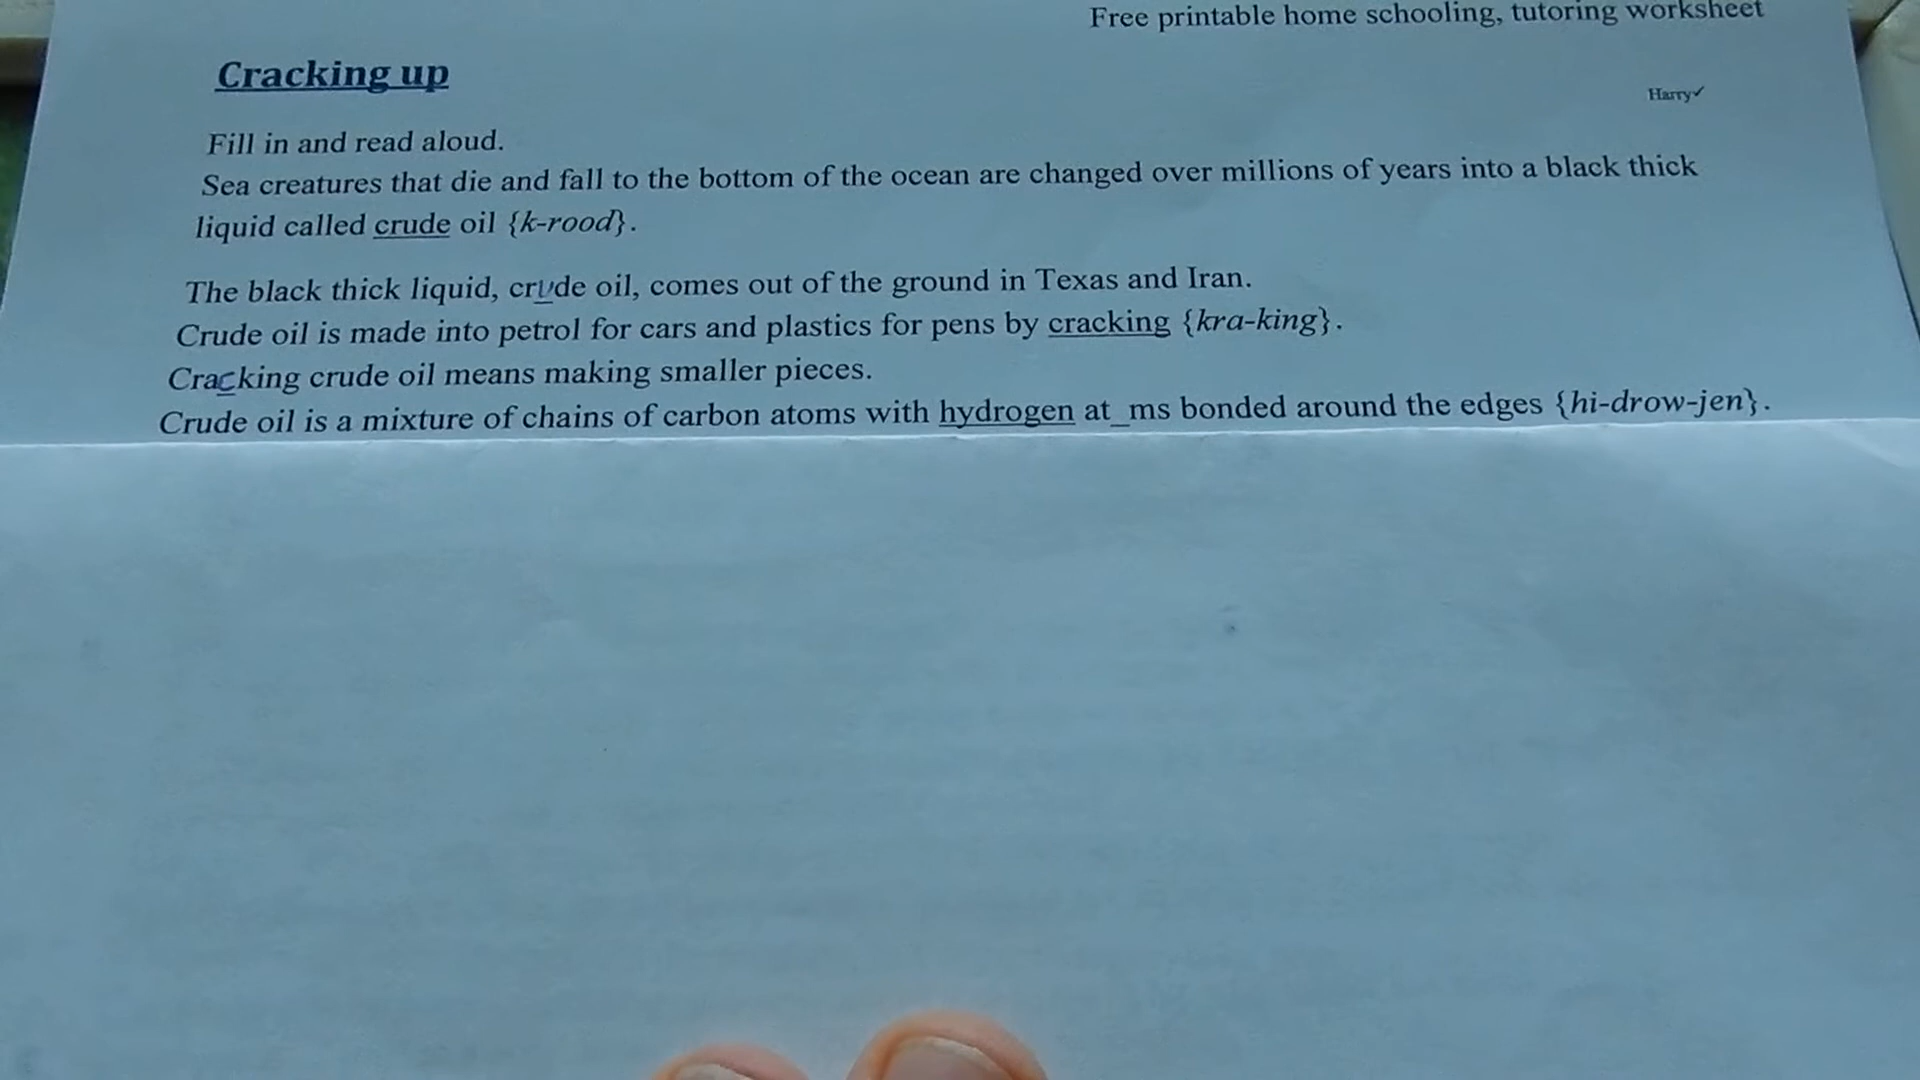 Free printable home schooling, tutoring worksheet
Cracking up
Harry✓
Fill in and read aloud.
Sea creatures that die and fall to the bottom of the ocean are changed over millions of years into a black thick
liquid called crude oil {k-rood}.
The black thick liquid, crude oil, comes out of the ground in Texas and Iran.
Crude oil is made into petrol for cars and plastics for pens by cracking {kra-king}.
Cracking crude oil means making smaller pieces.
Crude oil is a mixture of chains of carbon atoms with hydrogen at_ms bonded around the edges {hi-drow-jen}.